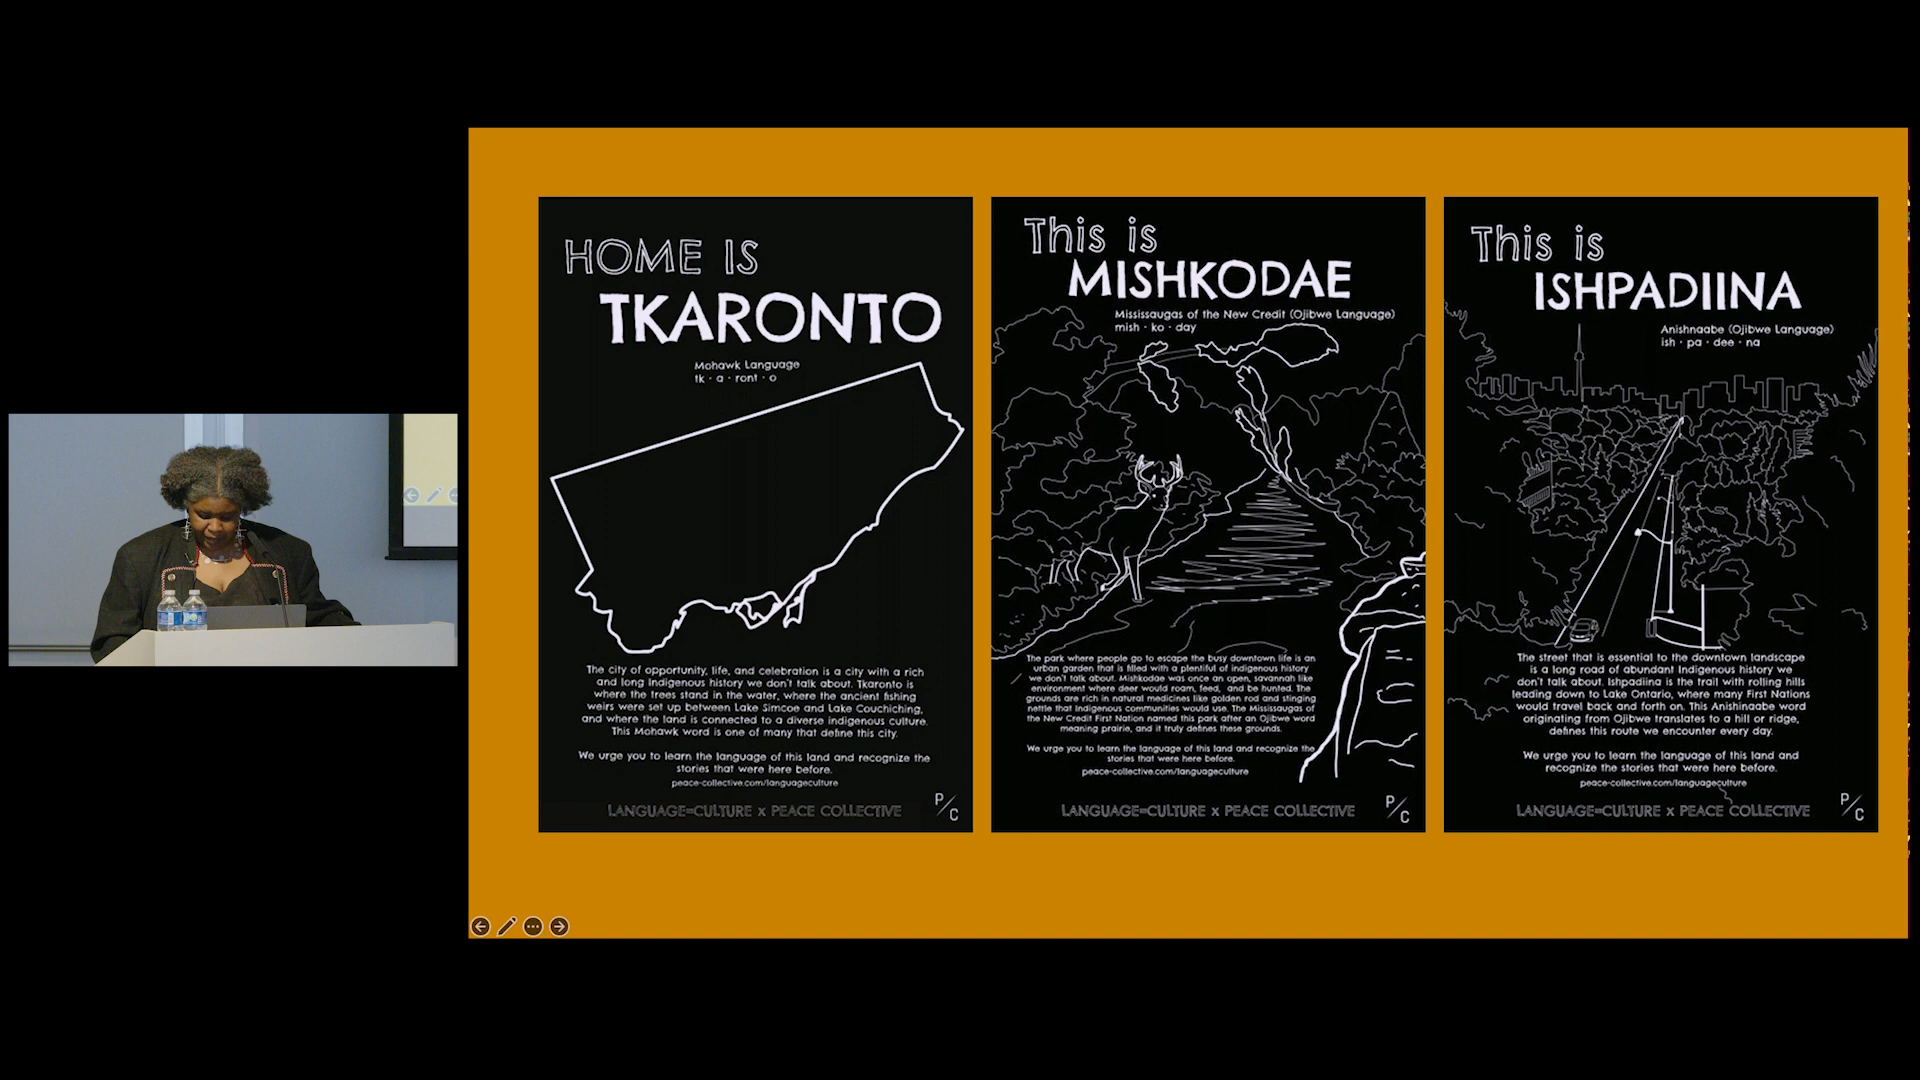 HOME IS
TKARONTO
Mohawk Language
tk · a · ront · o
The city of opportunity, life, and celebration is a city with a rich
and long Indigenous history we don't talk about. Tkaronto is
where the trees stand in the water, where the ancient fishing
weirs were set up between Lake Simcoe and Lake Couchiching,
and where the land is connected to a diverse indigenous culture.
This Mohawk word is one of many that define this city.
We urge you to learn the language of this land and recognize the
stories that were here before.
peace-collective.com/languageculture
LANGUAGE=CULTURE x PEACE COLLECTIVE
P/C
This is
MISHKODAE
Mississaugas of the New Credit (Ojibwe Language)
mish · ko · day
The park where people go to escape the busy downtown life is an
urban garden that is filled with a plentiful of indigenous history
we don't talk about. Mishkodae was once an open, savannah like
environment where deer would roam, feed, and be hunted. The
grounds are rich in natural medicines like golden rod and stinging
nettle that Indigenous communities would use. The Mississaugas of
the New Credit First Nation named this park after an Ojibwe word
meaning prairie, and it truly defines these grounds.
We urge you to learn the language of this land and recognize the
stories that were here before.
peace-collective.com/languageculture
LANGUAGE=CULTURE x PEACE COLLECTIVE
P/C
This is
ISHPADIINA
Anishnaabe (Ojibwe Language)
ish · pa · dee · na
The street that is essential to the downtown landscape
is a long road of abundant Indigenous history we
don't talk about. Ishpadiina is the trail with rolling hills
leading down to Lake Ontario, where many First Nations
would travel back and forth on. This Anishinaabe word
originating from Ojibwe translates to a hill or ridge,
defines this route we encounter every day.
We urge you to learn the language of this land and
recognize the stories that were here before.
peace-collective.com/languageculture
LANGUAGE=CULTURE x PEACE COLLECTIVE
P/C